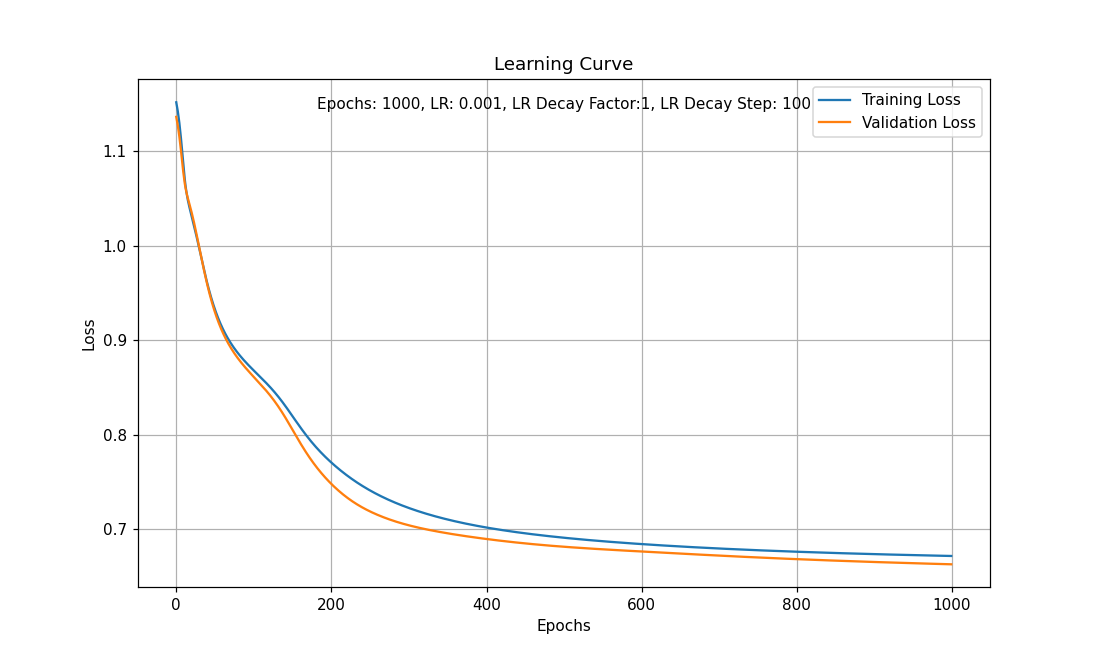 Learning Curve
Epochs: 1000, LR: 0.001, LR Decay Factor:1, LR Decay Step: 100
Training Loss
Validation Loss
1.1
1.0
0.9
0.8
0.7
Loss
0
200
400
600
800
1000
Epochs